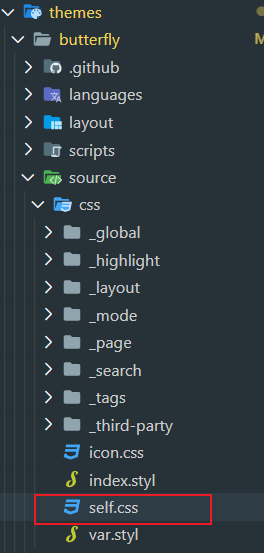 themes
butterfly
.github
languages
layout
scripts
source
css
_global
_highlight
_layout
_mode
_page
_search
_tags
_third-party
icon.css
index.styl
self.css
var.styl